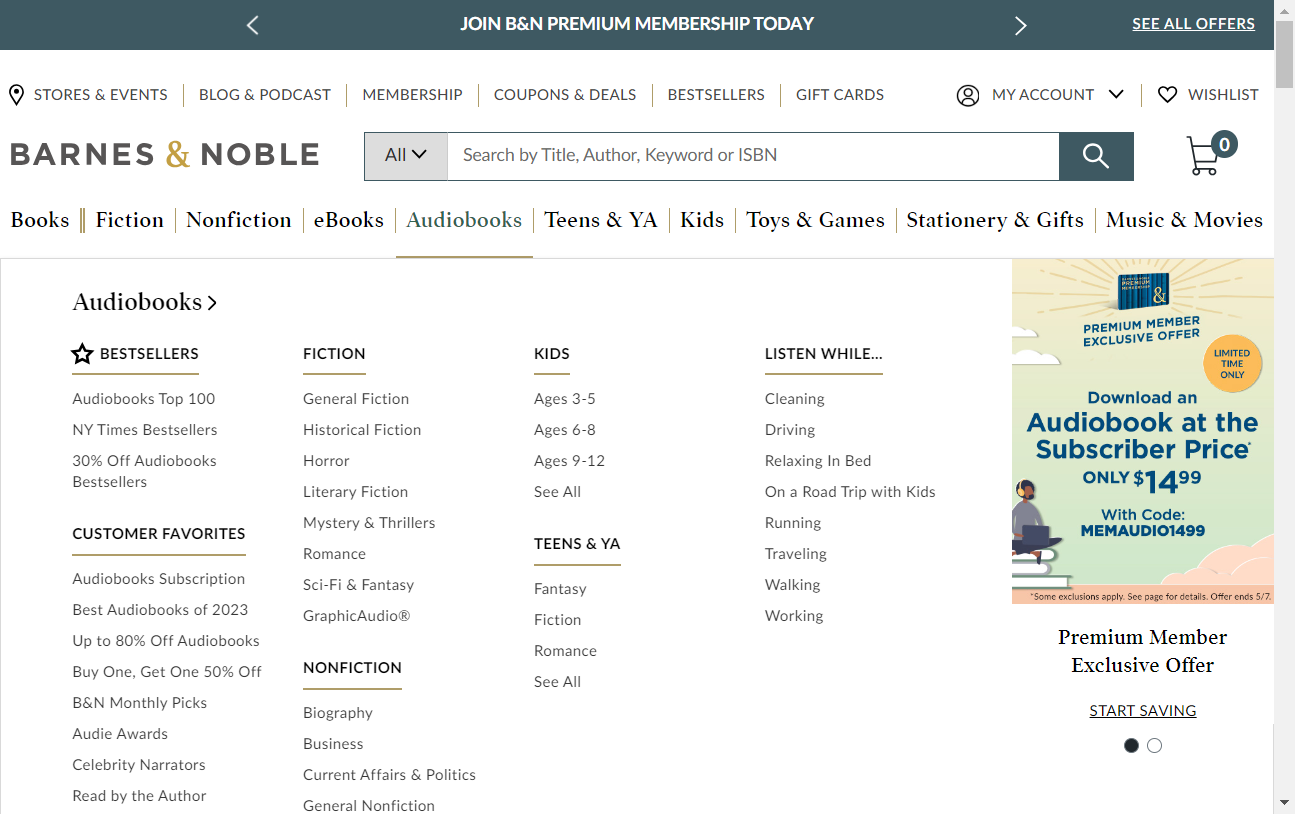 JOIN B&N PREMIUM MEMBERSHIP TODAY
SEE ALL OFFERS
STORES & EVENTS
BLOG & PODCAST
MEMBERSHIP
COUPONS & DEALS
BESTSELLERS
GIFT CARDS
MY ACCOUNT
WISHLIST
BARNES & NOBLE
All
Search by Title, Author, Keyword or ISBN
0
Books
Fiction
Nonfiction
eBooks
Audiobooks
Teens & YA
Kids
Toys & Games
Stationery & Gifts
Music & Movies
Audiobooks
BESTSELLERS
Audiobooks Top 100
NY Times Bestsellers
30% Off Audiobooks
Bestsellers
CUSTOMER FAVORITES
Audiobooks Subscription
Best Audiobooks of 2023
Up to 80% Off Audiobooks
Buy One, Get One 50% Off
B&N Monthly Picks
Audie Awards
Celebrity Narrators
Read by the Author
FICTION
General Fiction
Historical Fiction
Horror
Literary Fiction
Mystery & Thrillers
Romance
Sci-Fi & Fantasy
GraphicAudio®
NONFICTION
Biography
Business
Current Affairs & Politics
General Nonfiction
KIDS
Ages 3-5
Ages 6-8
Ages 9-12
See All
TEENS & YA
Fantasy
Fiction
Romance
See All
LISTEN WHILE...
Cleaning
Driving
Relaxing In Bed
On a Road Trip with Kids
Running
Traveling
Walking
Working
PREMIUM
&
PREMIUM MEMBER
EXCLUSIVE OFFER
LIMITED
TIME
ONLY
Download an
Audiobook at the
Subscriber Price*
ONLY $14.99
With Code:
MEMAUDIO1499
*Some exclusions apply. See page for details. Offer ends 5/7.
Premium Member
Exclusive Offer
START SAVING